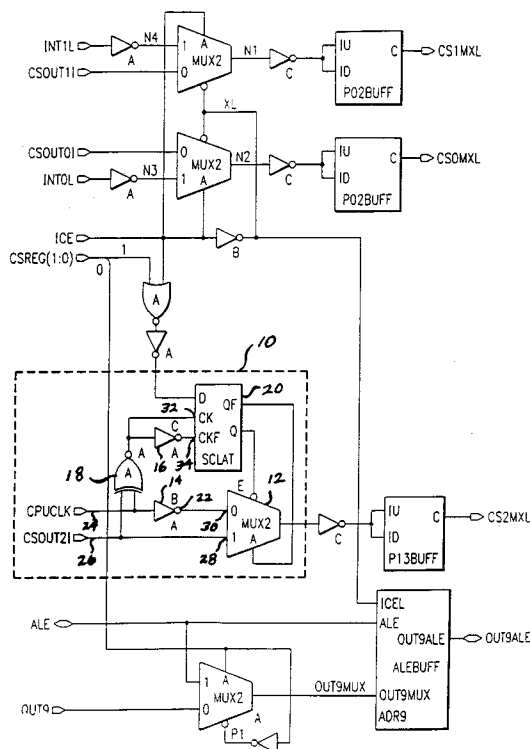 INT1L
A
N4
1
A
MUX2
0
N1
C
IU
ID
C
P02BUFF
CS1MXL
CSOUT1I
XL
CSOUT0I
0
MUX2
1
A
N2
C
IU
ID
C
P02BUFF
CS0MXL
INT0L
A
N3
ICE
B
CSREG(1:0)
1
0
A
A
10
D
QF
20
32
CK
C
Q
CKF
34
SCLAT
A
16
A
18
A
E
12
CPUCLK
24
14
B
22
A
0
30
MUX2
1
A
28
CSOUT2I
26
C
IU
ID
C
P13BUFF
CS2MXL
ICEL
ALE
ALE
OUT9ALE
OUT9ALE
ALEBUFF
1
A
MUX2
0
A
OUT9MUX
OUT9MUX
ADR9
OUT9
P1